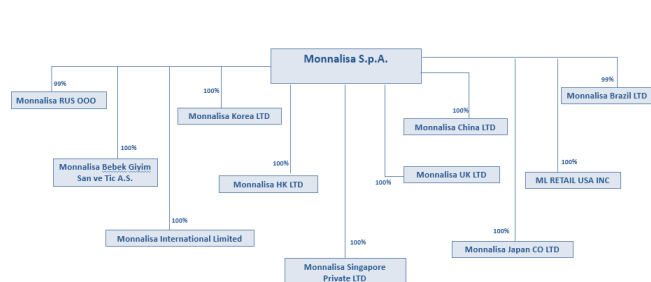 Monnalisa S.p.A.
99%
Monnalisa RUS OOO
100%
Monnalisa Korea LTD
100%
Monnalisa China LTD
99%
Monnalisa Brazil LTD
100%
Monnalisa Bebek Giyim
San ve Tic A.S.
100%
Monnalisa HK LTD
100%
Monnalisa UK LTD
100%
ML RETAIL USA INC
100%
Monnalisa International Limited
100%
Monnalisa Singapore
Private LTD
100%
Monnalisa Japan CO LTD